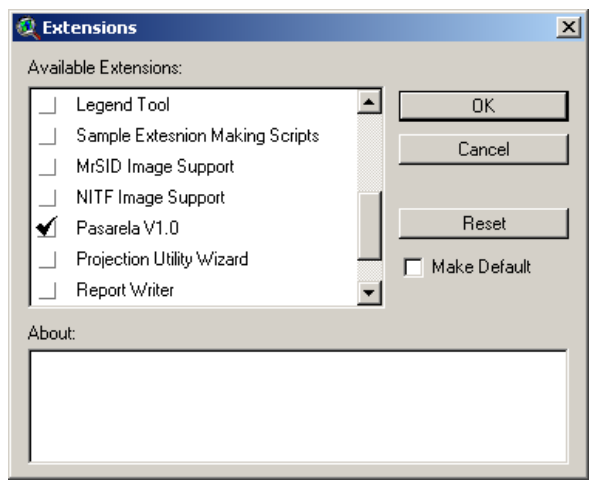 Extensions
Available Extensions:
Legend Tool
Sample Extesnion Making Scripts
MrSID Image Support
NITF Image Support
Pasarela V1.0
Projection Utility Wizard
Report Writer
OK
Cancel
Reset
Make Default
About: